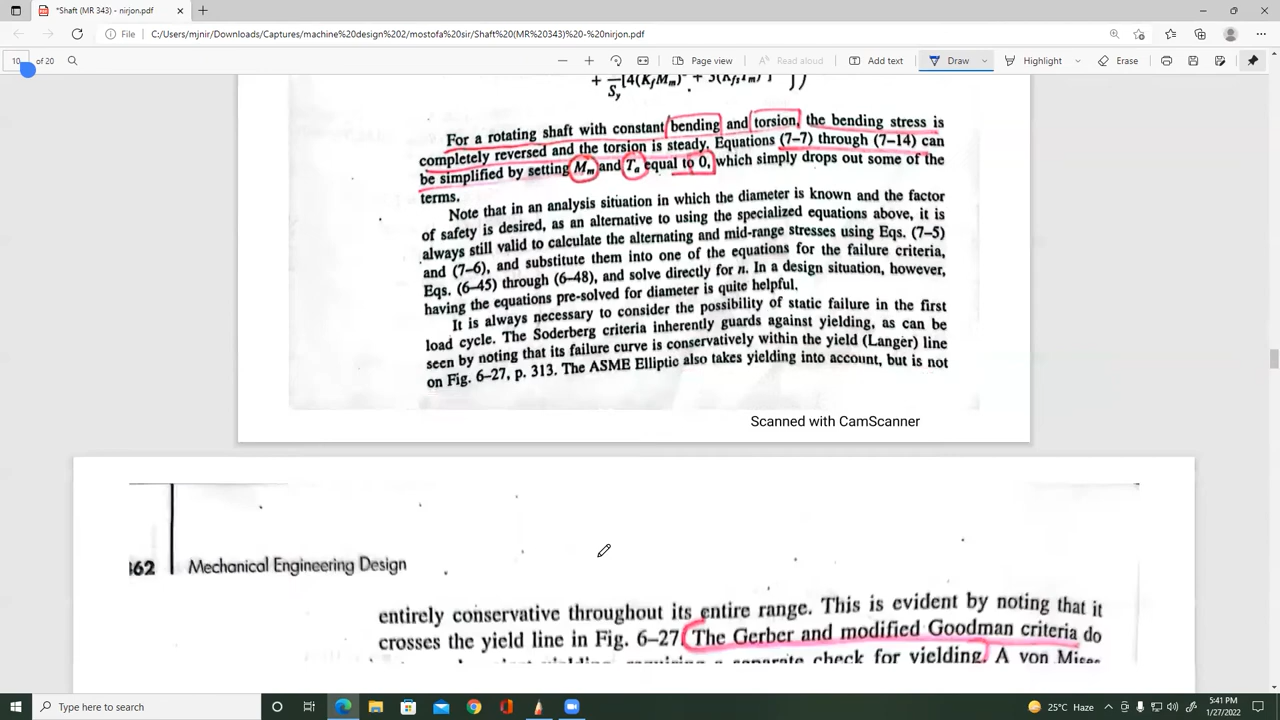 *Shaft (MR 343) - nirjon.pdf
File C:/Users/mjnir/Downloads/Captures/machine%20design%202/mostofa%20sir/Shaft%20(MR%20343)%20-%20nirjon.pdf
10 of 20 Page view Read aloud Add text Draw Highlight Erase
For a rotating shaft with constant bending and torsion, the bending stress is
completely reversed and the torsion is steady. Equations (7–7) through (7–14) can
be simplified by setting Mm and Ta equal to 0, which simply drops out some of the
terms.
Note that in an analysis situation in which the diameter is known and the factor
of safety is desired, as an alternative to using the specialized equations above, it is
always still valid to calculate the alternating and mid-range stresses using Eqs. (7–5)
and (7–6), and substitute them into one of the equations for the failure criteria,
Eqs. (6–45) through (6–48), and solve directly for n. In a design situation, however,
having the equations pre-solved for diameter is quite helpful.
It is always necessary to consider the possibility of static failure in the first
load cycle. The Soderberg criteria inherently guards against yielding, as can be
seen by noting that its failure curve is conservatively within the yield (Langer) line
on Fig. 6–27, p. 313. The ASME Elliptic also takes yielding into account, but is not
Scanned with CamScanner
362 Mechanical Engineering Design
entirely conservative throughout its entire range. This is evident by noting that it
crosses the yield line in Fig. 6–27. The Gerber and modified Goodman criteria do
a separate check for yielding. A von Mises
Type here to search
25°C Haze
5:41 PM
1/27/2022